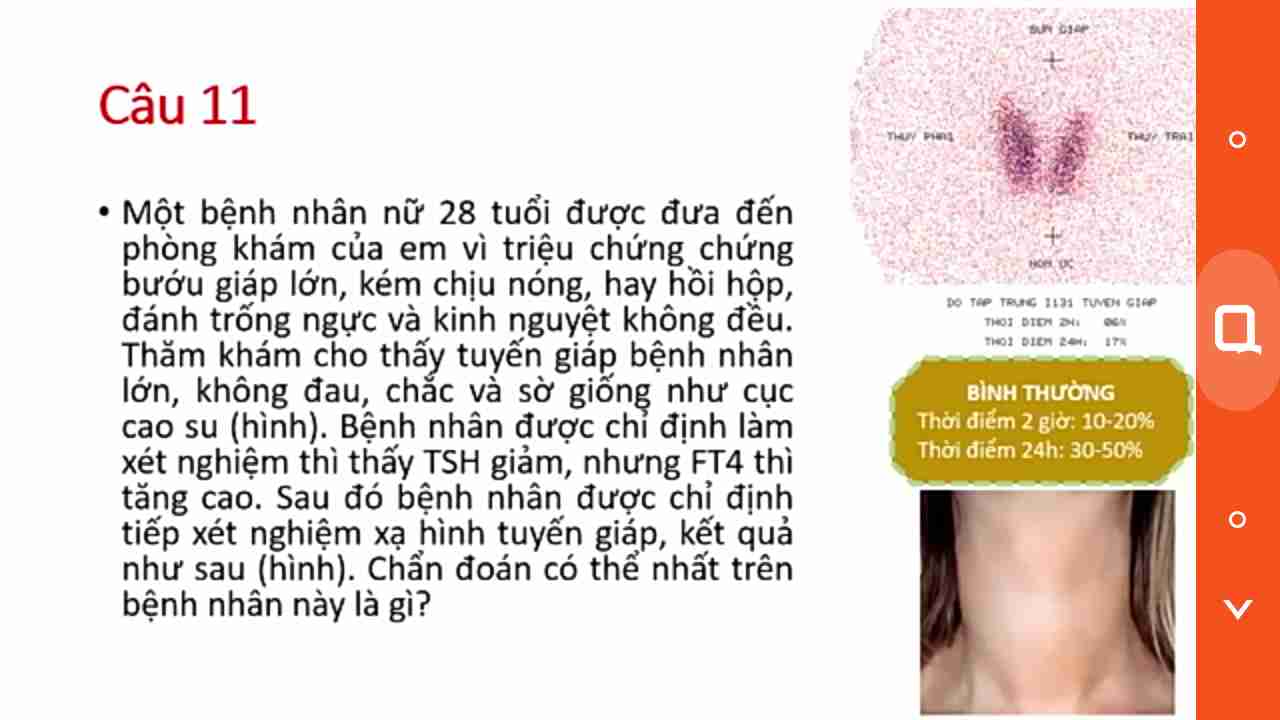 Câu 11
• Một bệnh nhân nữ 28 tuổi được đưa đến
phòng khám của em vì triệu chứng chứng
bướu giáp lớn, kém chịu nóng, hay hồi hộp,
đánh trống ngực và kinh nguyệt không đều.
Thăm khám cho thấy tuyến giáp bệnh nhân
lớn, không đau, chắc và sờ giống như cục
cao su (hình). Bệnh nhân được chỉ định làm
xét nghiệm thì thấy TSH giảm, nhưng FT4 thì
tăng cao. Sau đó bệnh nhân được chỉ định
tiếp xét nghiệm xạ hình tuyến giáp, kết quả
như sau (hình). Chẩn đoán có thể nhất trên
bệnh nhân này là gì?
SUN GIAP
THUY PHAI
THUY TRAI
HOM UC
DO TAP TRUNG I131 TUYEN GIAP
THOI DIEM 2H: 06%
THOI DIEM 24H: 17%
BÌNH THƯỜNG
Thời điểm 2 giờ: 10-20%
Thời điểm 24h: 30-50%